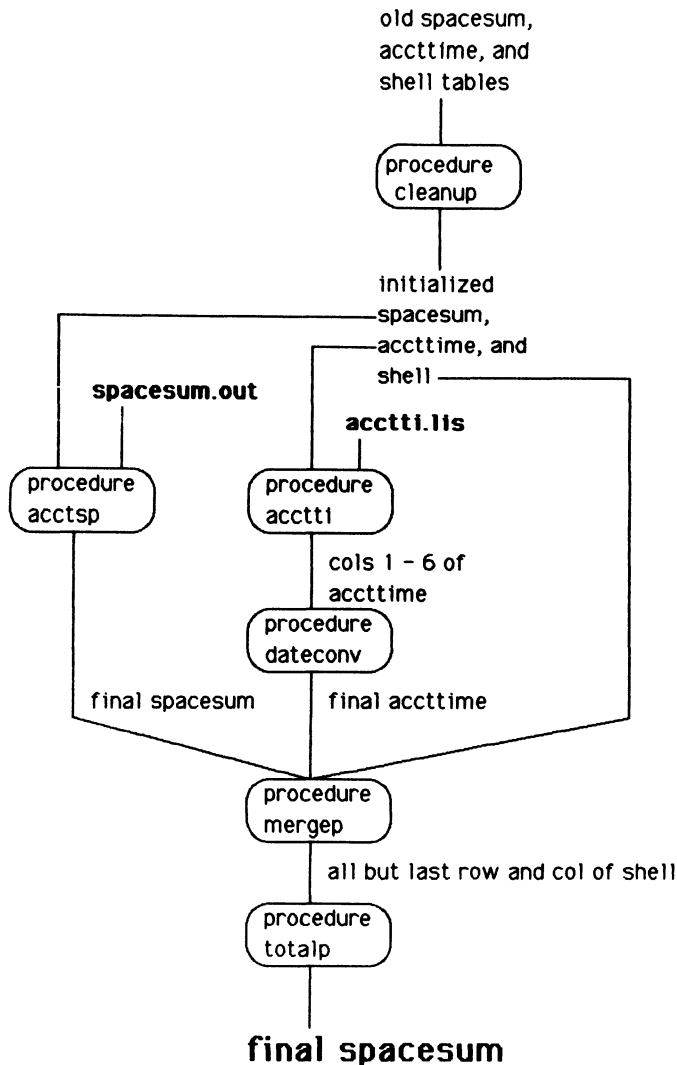 old spacesum,
accttime, and
shell tables
procedure
cleanup
initialized
spacesum,
accttime, and
shell
spacesum.out
acctti.lis
procedure
acctsp
procedure
acctti
cols 1 - 6 of
accttime
procedure
dateconv
final spacesum
final accttime
procedure
mergep
all but last row and col of shell
procedure
totalp
final spacesum